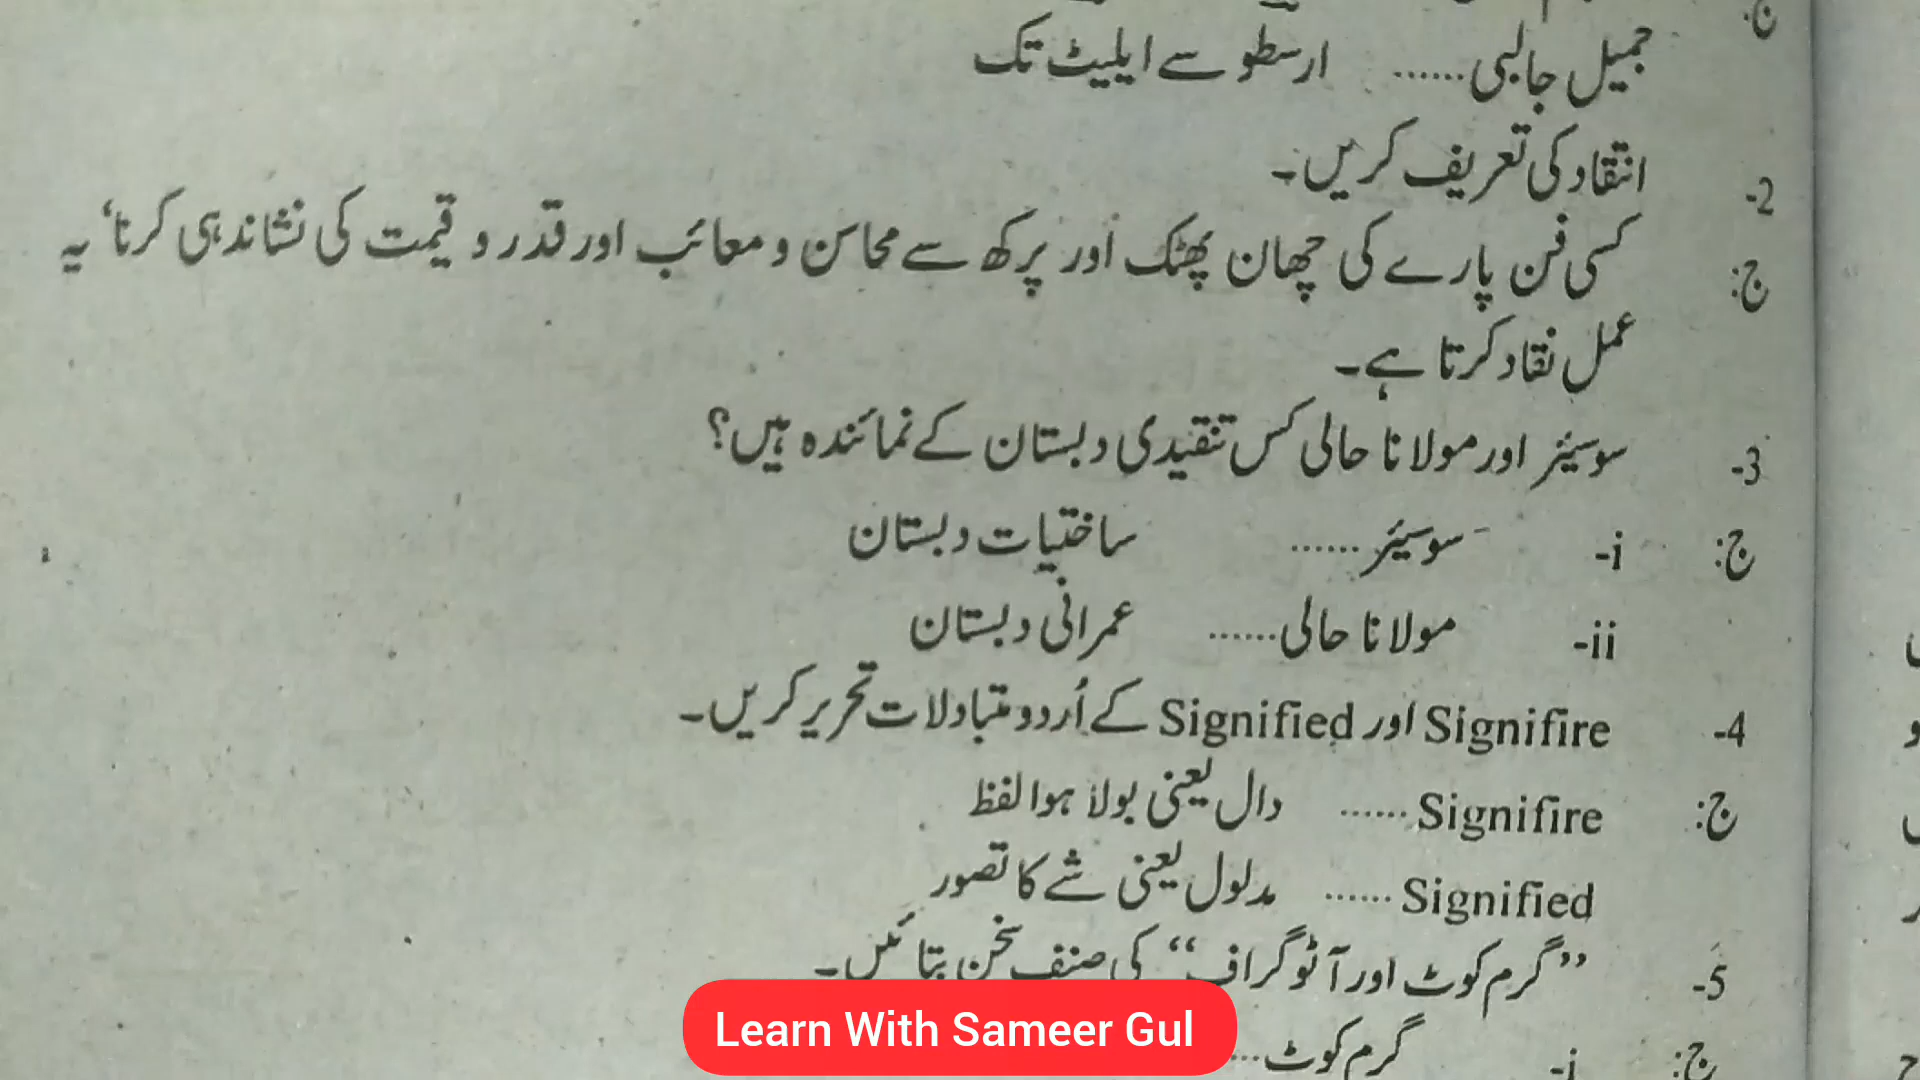 ج:
جمیل جالبی...... ارسطو سے ایلیٹ تک
2- انتقاد کی تعریف کریں۔
ج: کسی فن پارے کی چھان پھٹک اور پرکھ سے محاسن و معائب اور قدر و قیمت کی نشاندہی کرنا، یہ
عمل نقاد کرتا ہے۔
3- سوسیئر اور مولانا حالی کس تنقیدی دبستان کے نمائندہ ہیں؟
ج: i- سوسیئر...... ساختیات دبستان
ii- مولانا حالی...... عمرانی دبستان
4- Signifire اور Signified کے اُردو متبادلات تحریر کریں۔
ج: Signifire...... دال یعنی بولا ہوا لفظ
Signified...... مدلول یعنی شے کا تصور
5- ”گرم کوٹ اور آٹوگراف“ کی صنف سخن بتائیں۔
ج: i- گرم کوٹ...
Learn With Sameer Gul